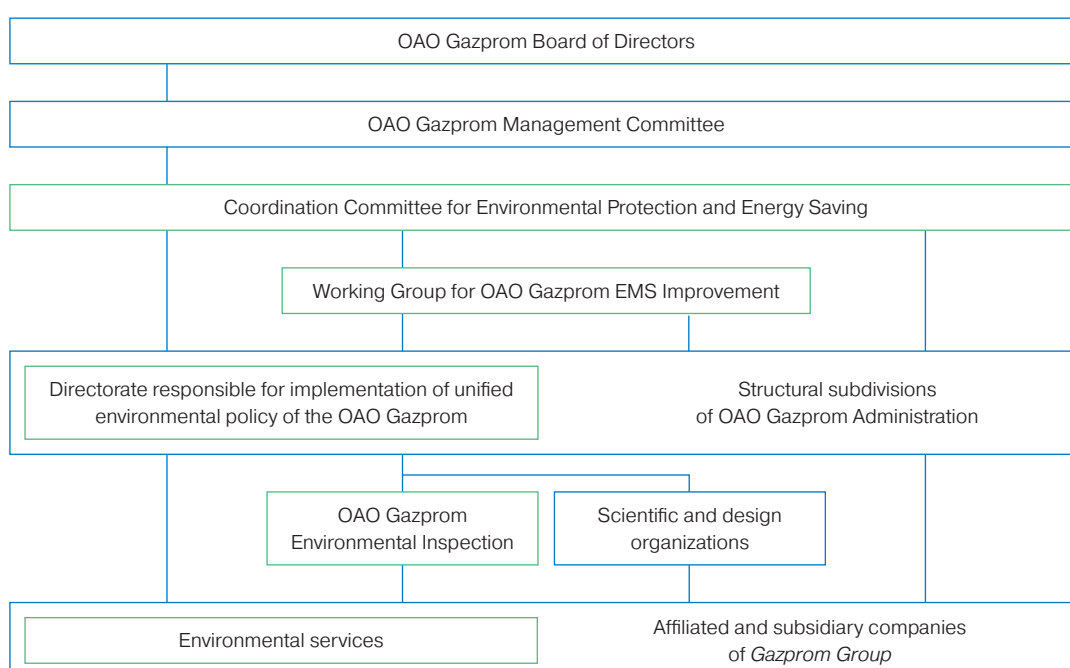 OAO Gazprom Board of Directors
OAO Gazprom Management Committee
Coordination Committee for Environmental Protection and Energy Saving
Working Group for OAO Gazprom EMS Improvement
Directorate responsible for implementation of unified
environmental policy of the OAO Gazprom
Structural subdivisions
of OAO Gazprom Administration
OAO Gazprom
Environmental Inspection
Scientific and design
organizations
Environmental services
Affiliated and subsidiary companies
of Gazprom Group